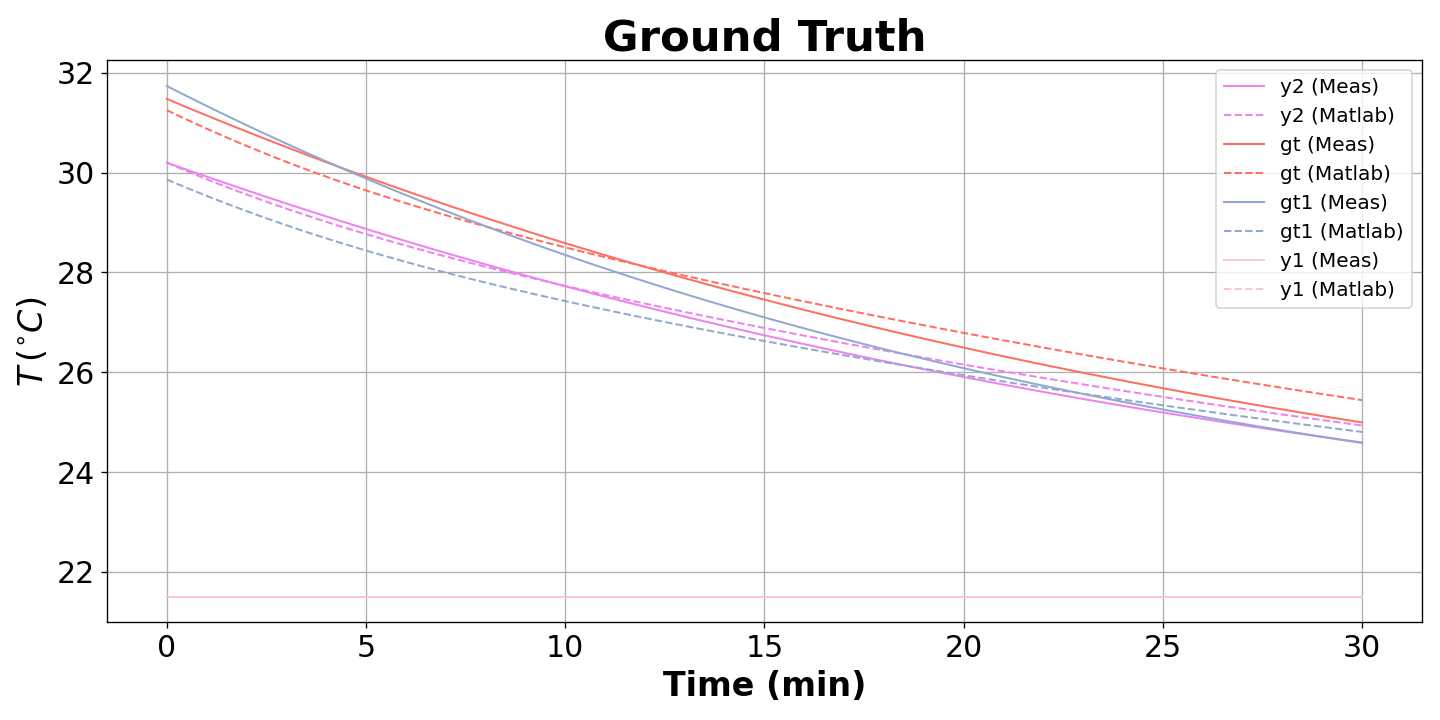 Ground Truth
T (°C)
32
30
28
26
24
22
y2 (Meas)
y2 (Matlab)
gt (Meas)
gt (Matlab)
gt1 (Meas)
gt1 (Matlab)
y1 (Meas)
y1 (Matlab)
0 5 10 15 20 25 30
Time (min)